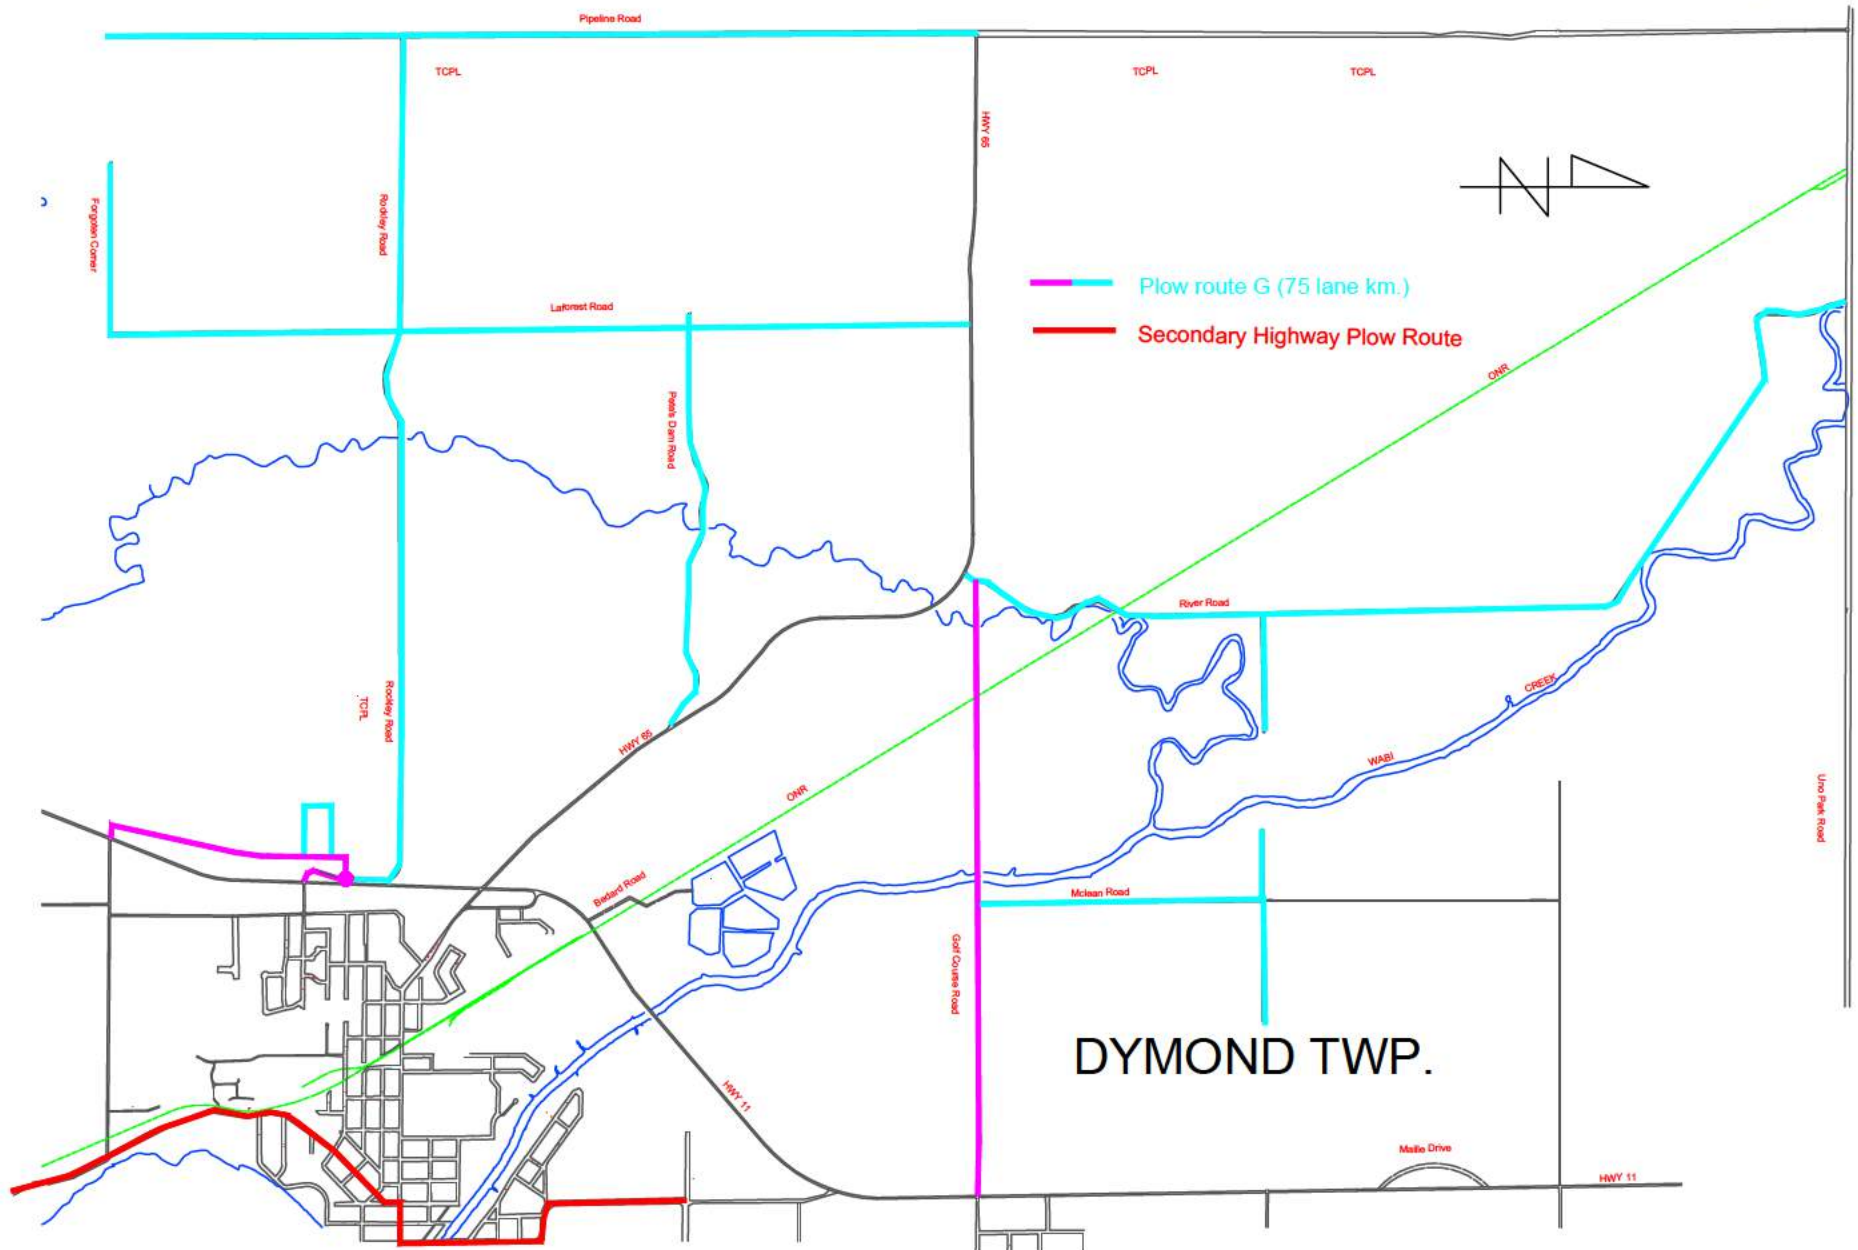 Pipeline Road
TCPL
TCPL
TCPL
HWY 65
N
Forgotten Corner
Rockley Road
Plow route G (75 lane km.)
Laforest Road
Secondary Highway Plow Route
ONR
Pete's Dam Road
River Road
Rockley Road
TCPL
CREEK
HWY 65
WABI
ONR
Uno Park Road
Bedard Road
Mclean Road
Golf Course Road
DYMOND TWP.
HWY 11
Mallie Drive
HWY 11